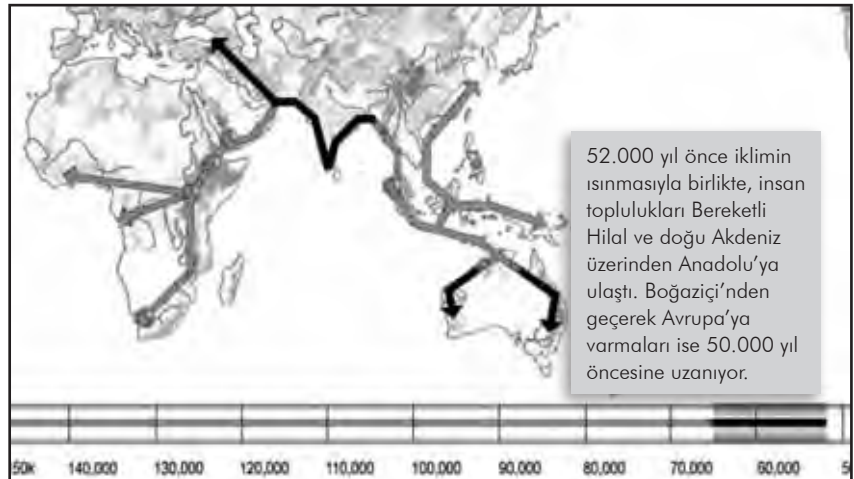 52.000 yıl önce iklimin
ısınmasıyla birlikte, insan
toplulukları Bereketli
Hilal ve doğu Akdeniz
üzerinden Anadolu'ya
ulaştı. Boğaziçi'nden
geçerek Avrupa'ya
varmaları ise 50.000 yıl
öncesine uzanıyor.
50k 140,000 130,000 120,000 110,000 100,000 90,000 80,000 70,000 60,000 5